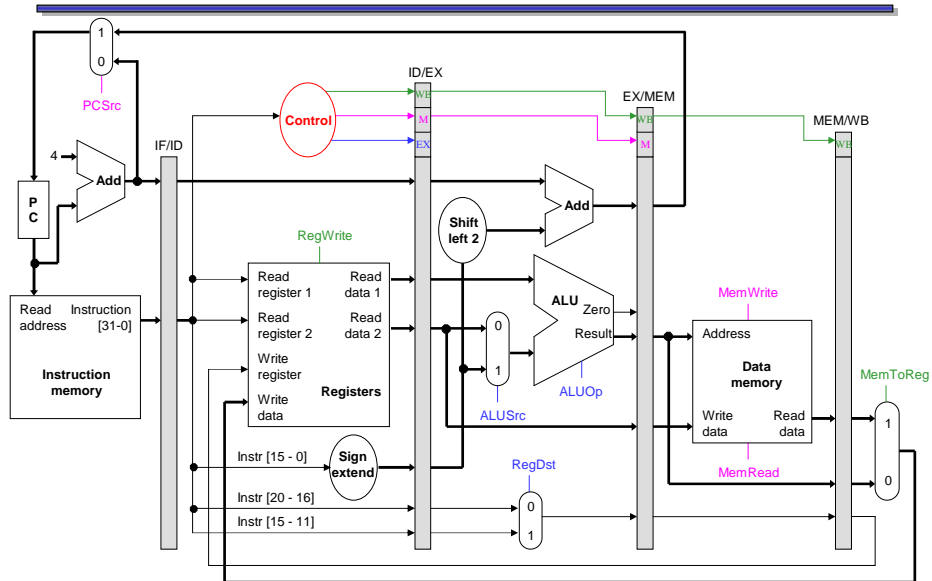 1
0
PCSrc
ID/EX
WB
M
EX
EX/MEM
WB
M
MEM/WB
WB
Control
IF/ID
4
Add
P
C
Add
Shift
left 2
RegWrite
Read
register 1
Read
data 1
Read
register 2
Read
data 2
Write
register
Write
data
Registers
Read
address
Instruction
[31-0]
Instruction
memory
ALU
Zero
Result
ALUOp
0
1
ALUSrc
MemWrite
Address
Data
memory
Write
data
Read
data
MemRead
MemToReg
1
0
Sign
extend
Instr [15 - 0]
Instr [20 - 16]
Instr [15 - 11]
RegDst
0
1